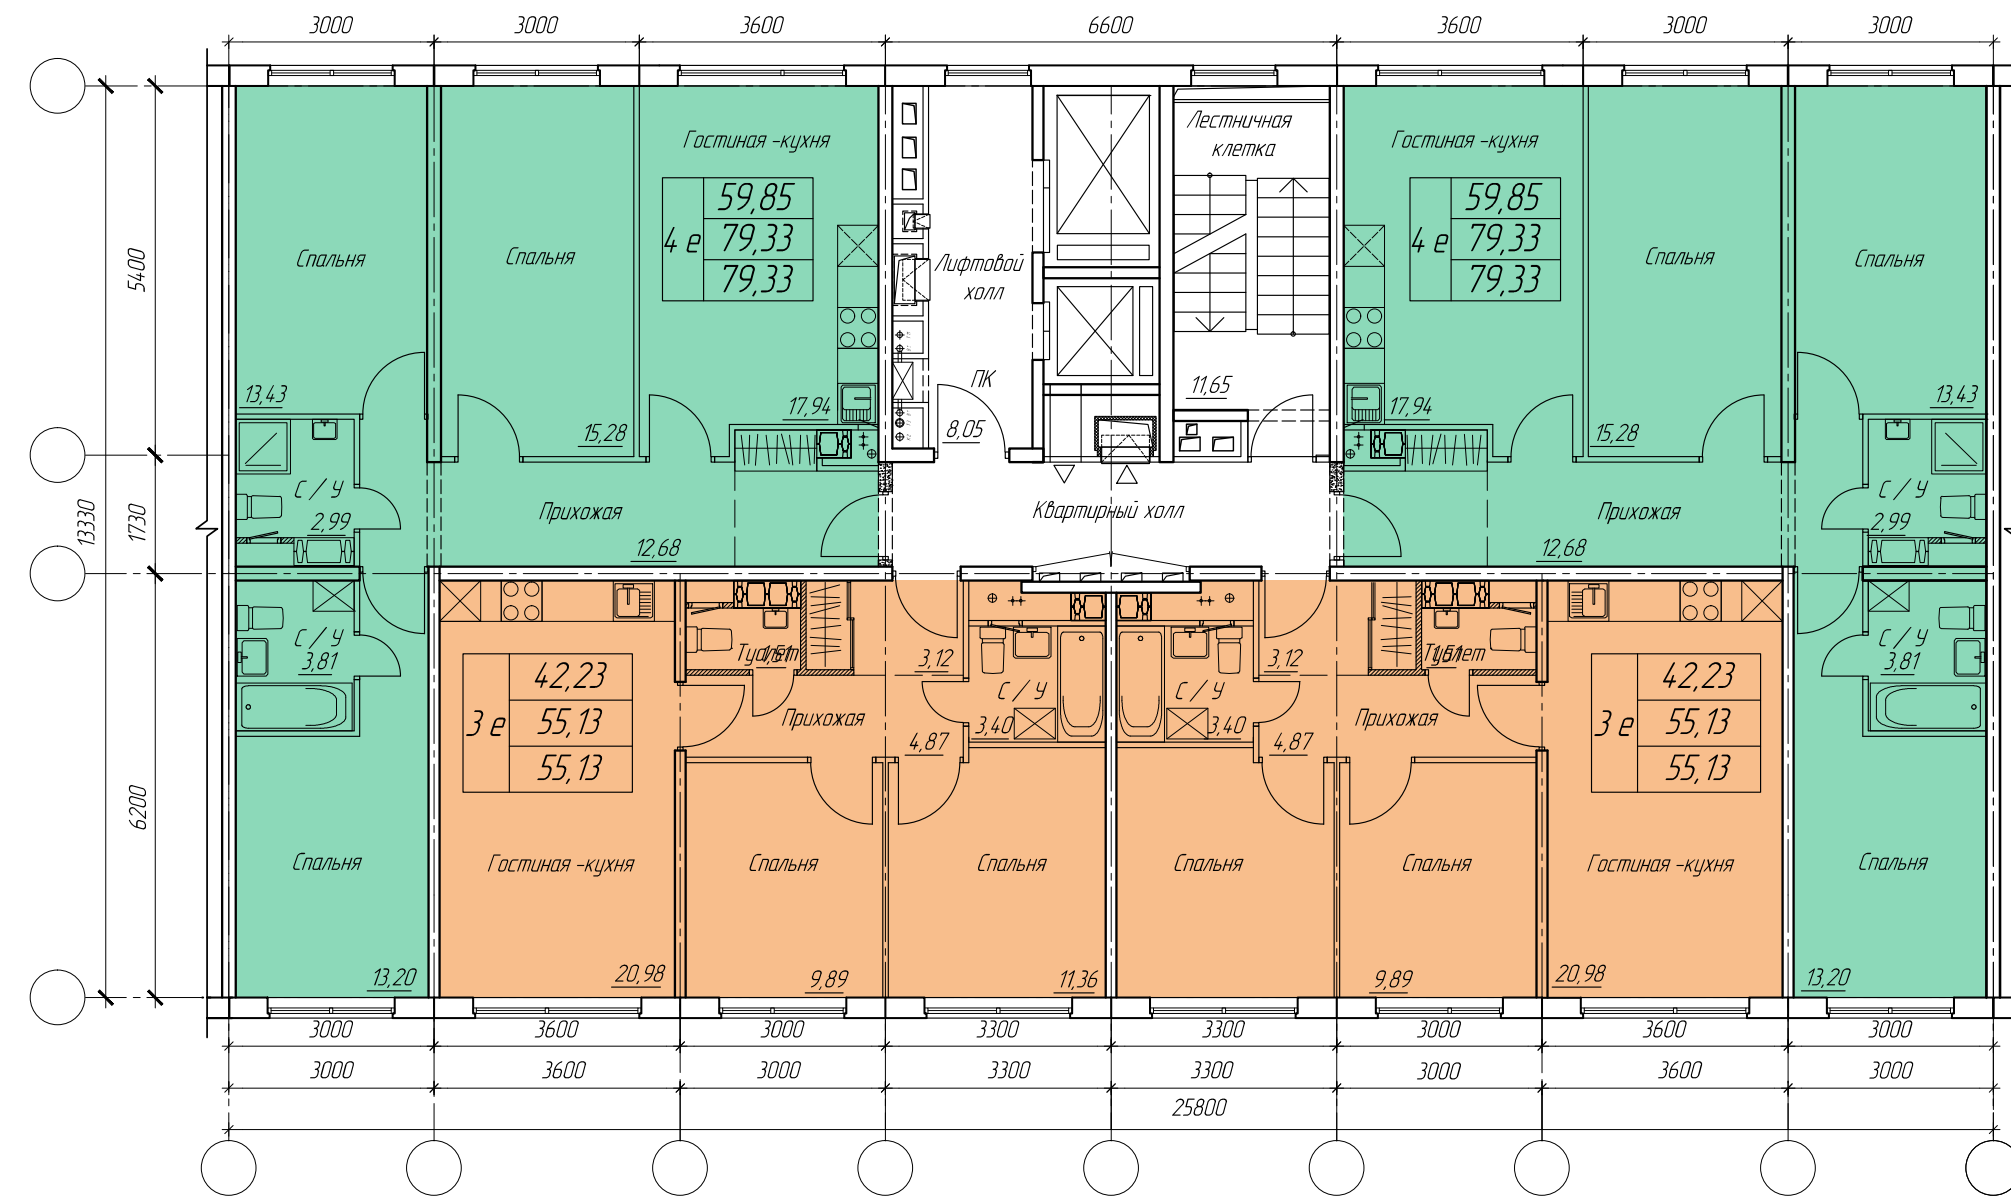 3000 3000 3600 6600 3600 3000 3000
Гостиная -кухня
Лестничная
клетка
Гостиная -кухня
59,85
4 е 79,33
79,33
59,85
4 е 79,33
79,33
Спальня
Спальня
Лифтовой
холл
Спальня
Спальня
5400
13,43
15,28
17,94
ПК
8,05
11,65
17,94
15,28
13,43
С / У
2,99
Прихожая
12,68
Квартирный холл
Прихожая
12,68
С / У
2,99
13330
1730
С / У
3,81
Туалет
1,51
3,12
3,12
Туалет
1,51
С / У
3,81
42,23
3 е 55,13
55,13
Прихожая
4,87
С / У
3,40
С / У
3,40
4,87
Прихожая
42,23
3 е 55,13
55,13
6200
Спальня
Гостиная -кухня
Спальня
Спальня
Спальня
Спальня
Гостиная -кухня
Спальня
13,20
20,98
9,89
11,36
9,89
20,98
13,20
3000 3600 3000 3300 3300 3000 3600 3000
3000 3600 3000 3300 3300 3000 3600 3000
25800